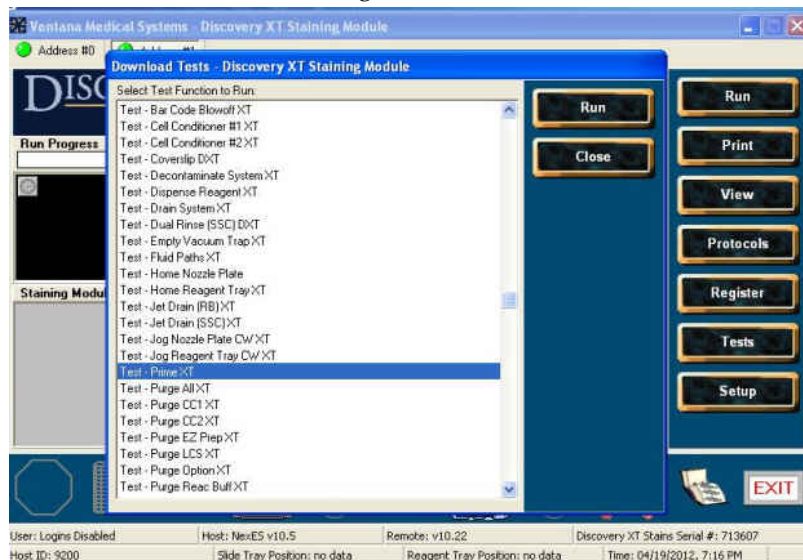 Ventana Medical Systems - Discovery XT Staining Module
Address #0
Download Tests - Discovery XT Staining Module
DISC
Run Progress
Staining Modul
Select Test Function to Run:
Test - Bar Code Blowoff XT
Test - Cell Conditioner #1 XT
Test - Cell Conditioner #2 XT
Test - Coverslip DXT
Test - Decontaminate System XT
Test - Dispense Reagent XT
Test - Drain System XT
Test - Dual Rinse (SSC) DXT
Test - Empty Vacuum Trap XT
Test - Fluid Paths XT
Test - Home Nozzle Plate
Test - Home Reagent Tray XT
Test - Jet Drain (RB) XT
Test - Jet Drain (SSC) XT
Test - Jog Nozzle Plate CW XT
Test - Jog Reagent Tray CW XT
Test - Prime XT
Test - Purge All XT
Test - Purge CC1 XT
Test - Purge CC2 XT
Test - Purge EZ Prep XT
Test - Purge LCS XT
Test - Purge Option XT
Test - Purge Reac Buff XT
Run
Close
Run
Print
View
Protocols
Register
Tests
Setup
EXIT
User: Logins Disabled
Host: NexES v10.5
Remote: v10.22
Discovery XT Stains Serial #: 713607
Host ID: 9200
Slide Tray Position: no data
Reagent Tray Position: no data
Time: 04/19/2012, 7:16 PM